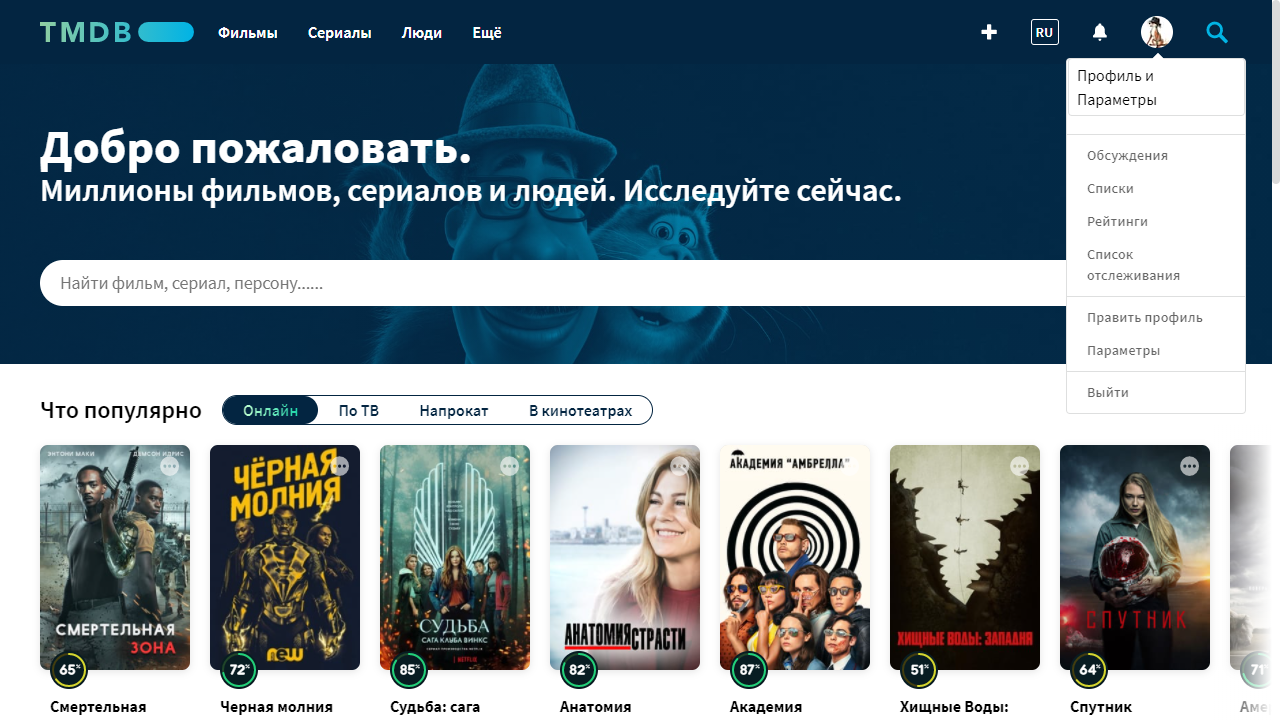 TMDB
Фильмы
Сериалы
Люди
Ещё
RU
Профиль и
Параметры
Обсуждения
Списки
Рейтинги
Список
отслеживания
Править профиль
Параметры
Выйти
Добро пожаловать.
Миллионы фильмов, сериалов и людей. Исследуйте сейчас.
Найти фильм, сериал, персону......
Что популярно
Онлайн
По ТВ
Напрокат
В кинотеатрах
ЭНТОНИ МАКИ
ДЭМСОН ИДРИС
СМЕРТЕЛЬНАЯ
ЗОНА
ЧЁРНАЯ
МОЛНИЯ
СУДЬБА
САГА КЛУБА ВИНКС
NETFLIX
АНАТОМИЯ СТРАСТИ
АКАДЕМИЯ "АМБРЕЛЛА"
ХИЩНЫЕ ВОДЫ: ЗАПАДНЯ
СПУТНИК
65%
72%
85%
82%
87%
51%
64%
71%
Смертельная
Черная молния
Судьба: сага
Анатомия
Академия
Хищные Воды:
Спутник
Аме